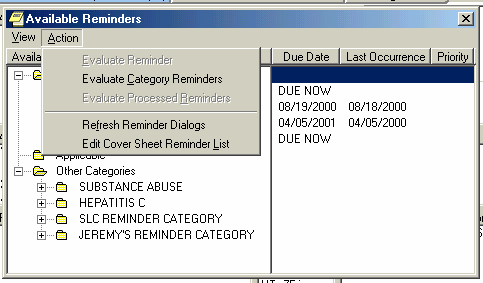 Available Reminders
View Action
Availa Due Date Last Occurrence Priority
Evaluate Reminder
Evaluate Category Reminders
Evaluate Processed Reminders
Refresh Reminder Dialogs
Edit Cover Sheet Reminder List
DUE NOW
08/19/2000 08/18/2000
04/05/2001 04/05/2000
DUE NOW
Applicable
Other Categories
SUBSTANCE ABUSE
HEPATITIS C
SLC REMINDER CATEGORY
JEREMY'S REMINDER CATEGORY